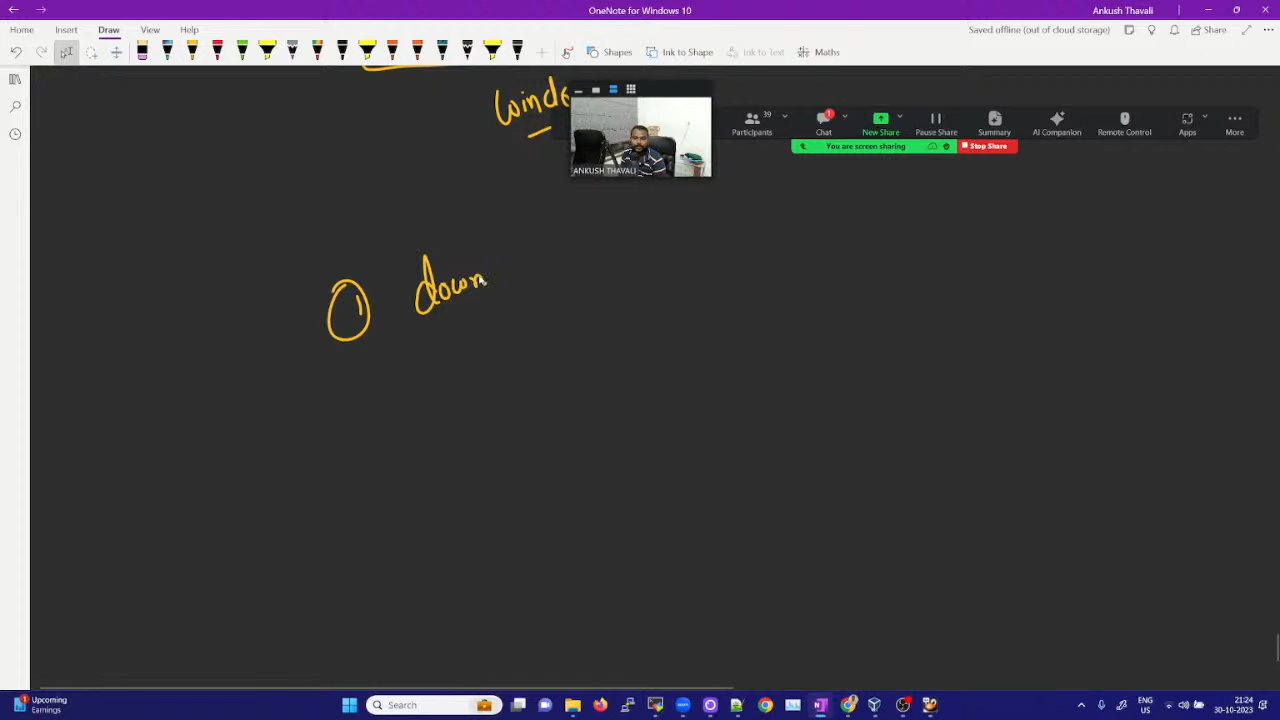 OneNote for Windows 10
Ankush Thavali
Home Insert Draw View Help
Saved offline (out of cloud storage)
Share
Shapes Ink to Shape Ink to Text Maths
39
1
Participants Chat New Share Pause Share Summary AI Companion Remote Control Apps More
You are screen sharing Stop Share
ANKUSH THAVALI
down
1
Upcoming
Earnings
Search
ENG
US
21:24
30-10-2023